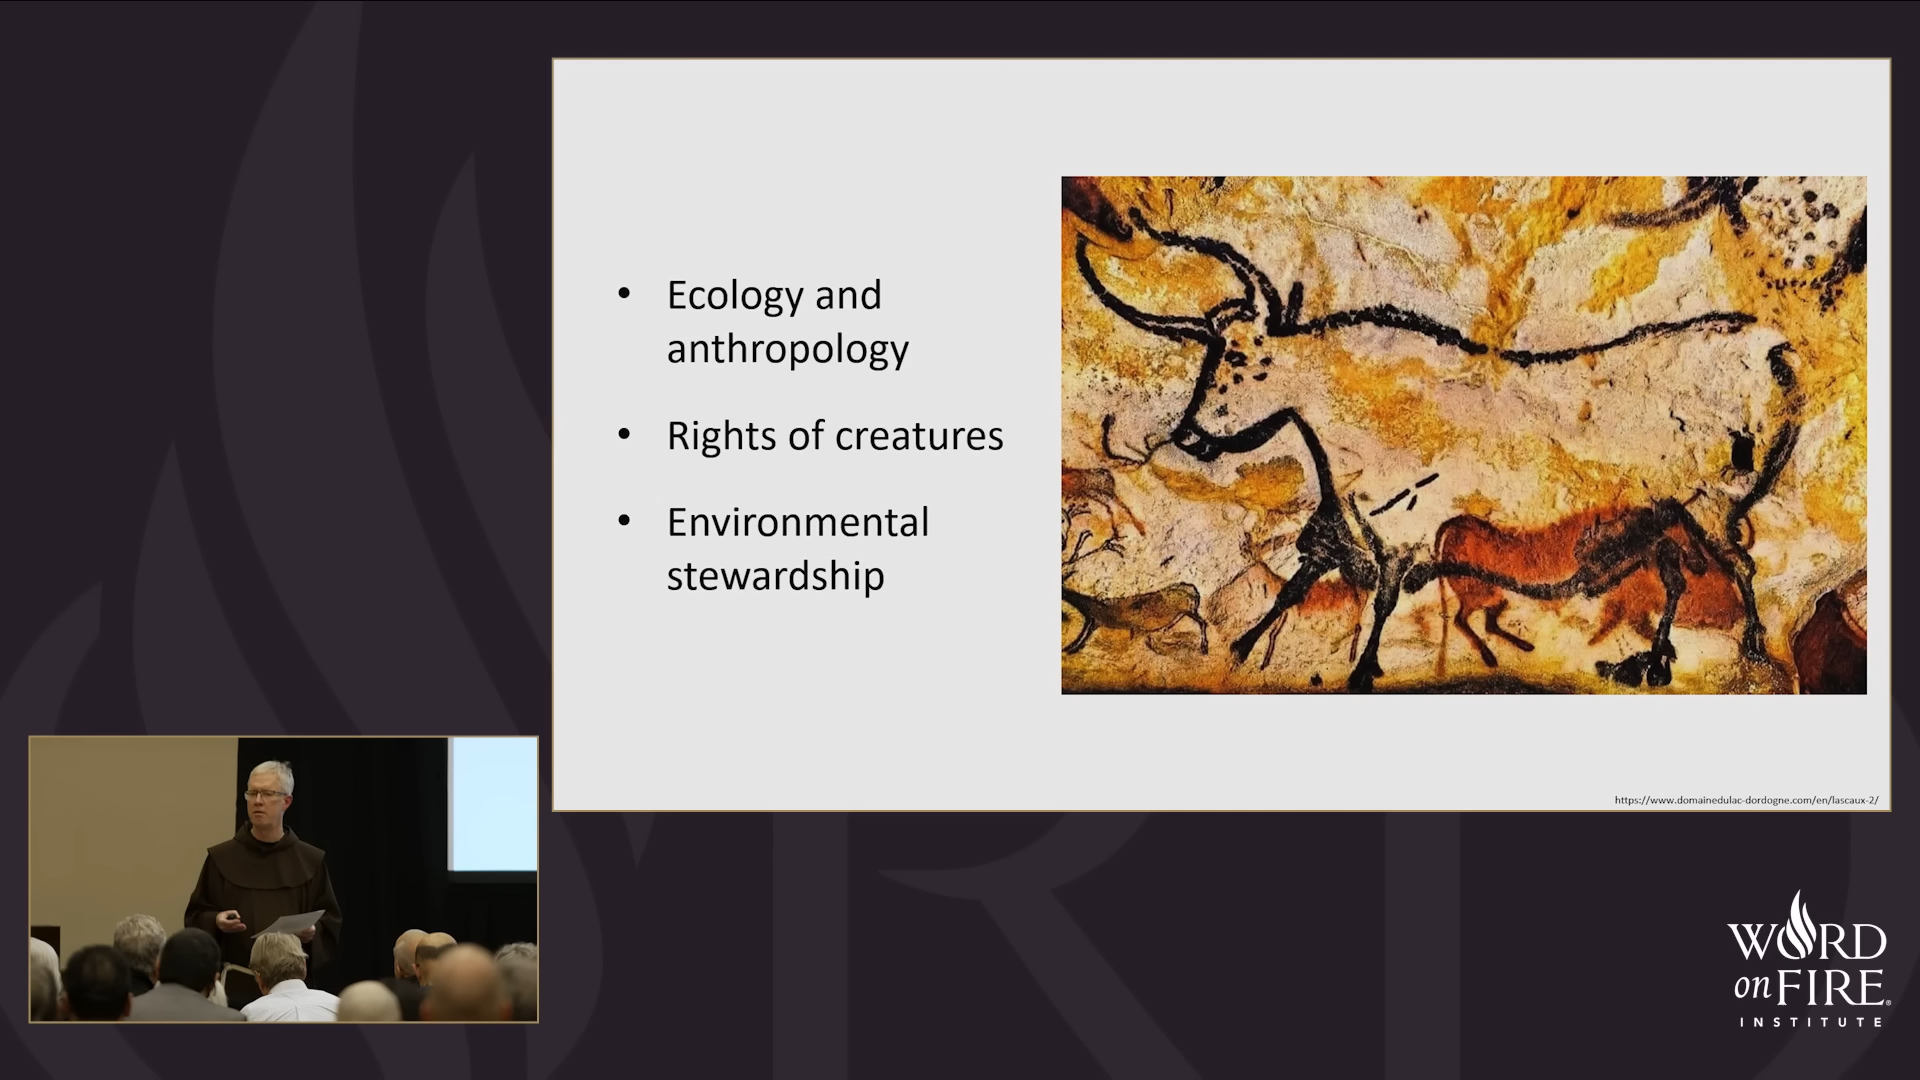 • Ecology and
anthropology
• Rights of creatures
• Environmental
stewardship
https://www.domainedulac-dordogne.com/en/lascaux-2/
WORD
on FIRE®
INSTITUTE